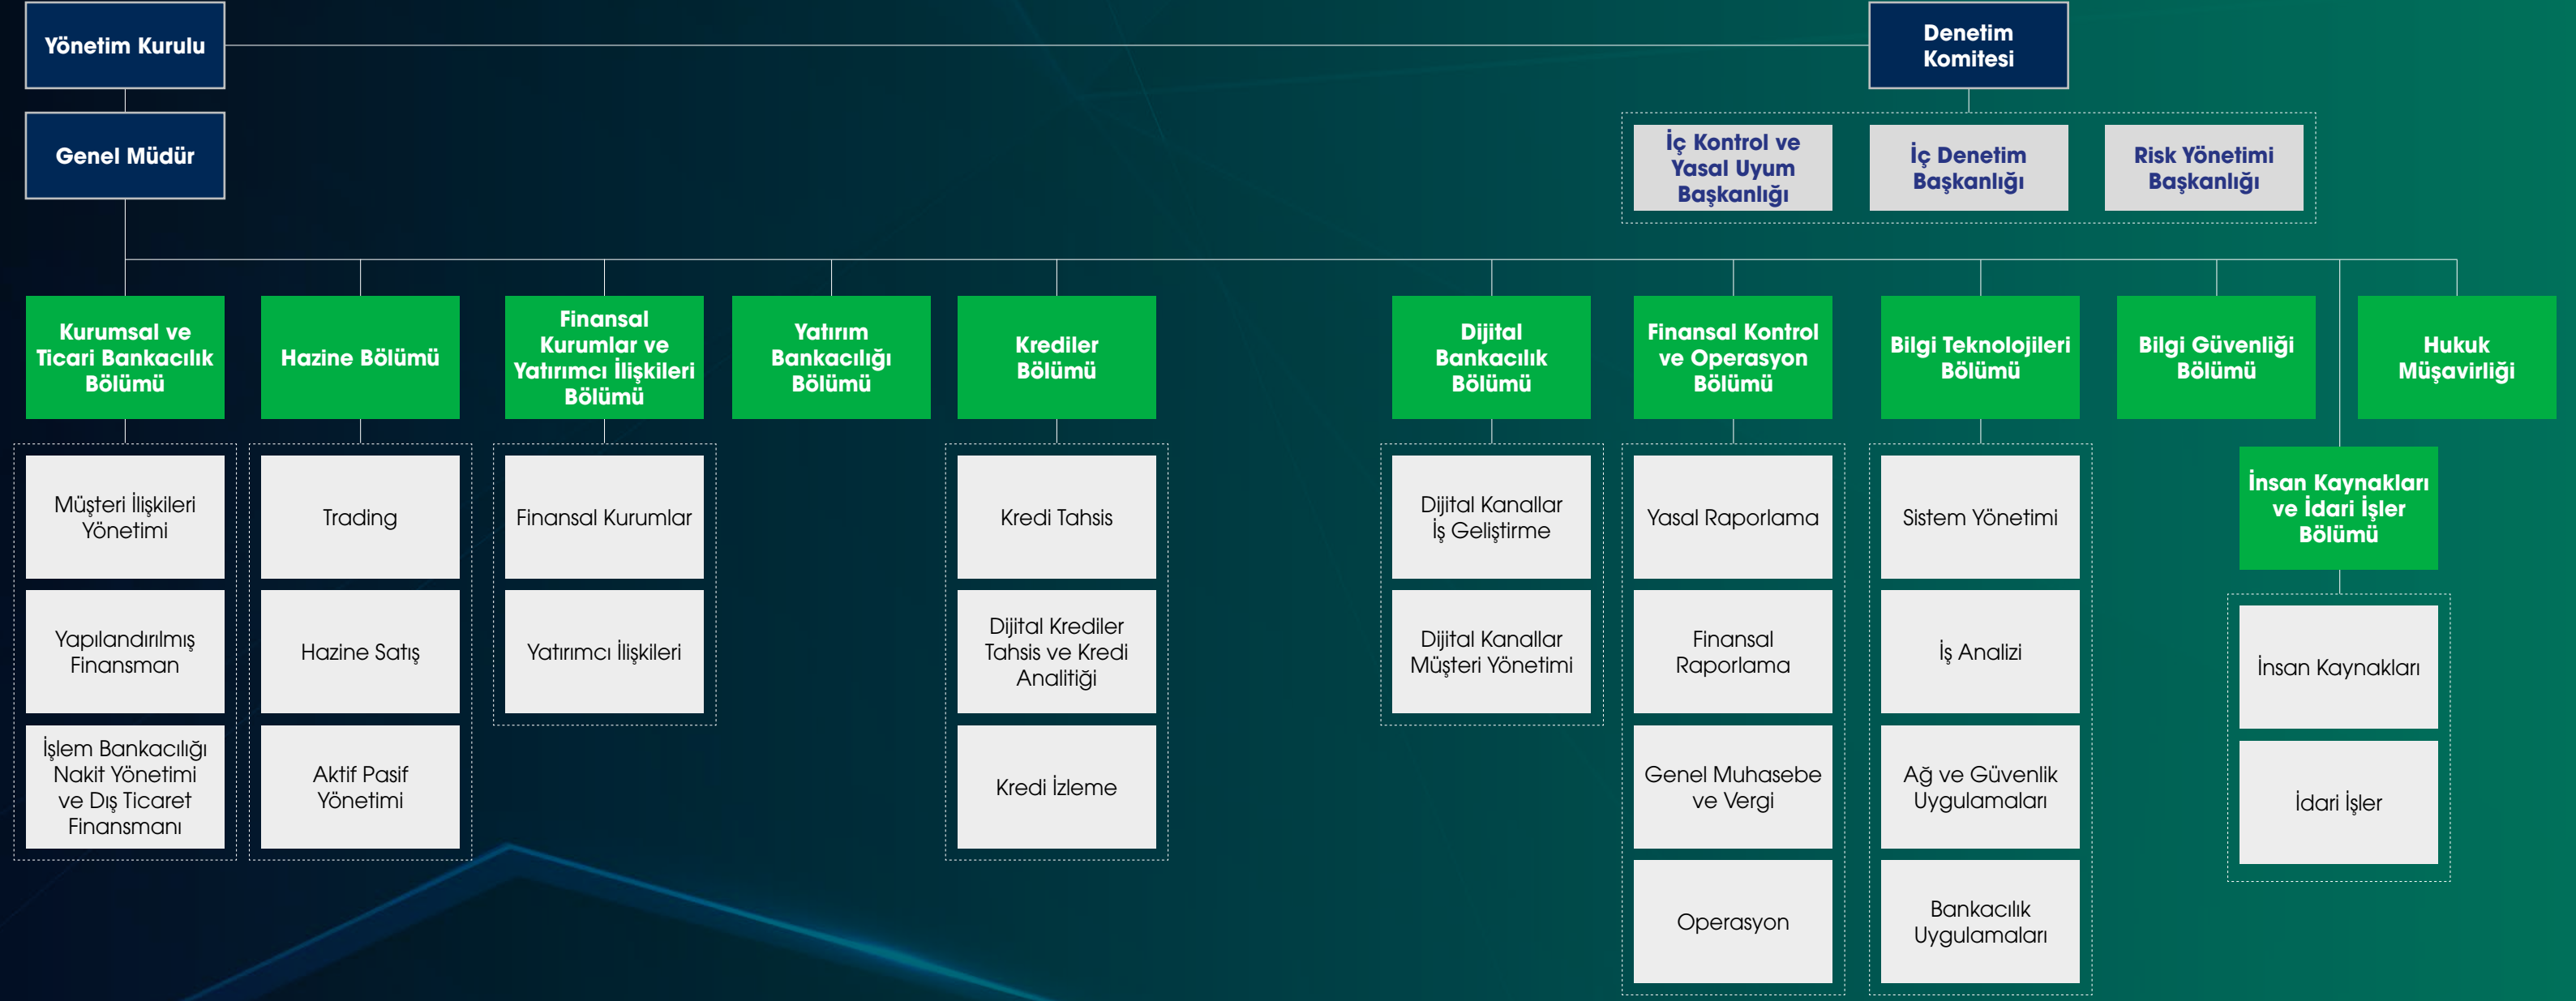 Yönetim Kurulu
Denetim
Komitesi
Genel Müdür
İç Kontrol ve
Yasal Uyum
Başkanlığı
İç Denetim
Başkanlığı
Risk Yönetimi
Başkanlığı
Kurumsal ve
Ticari Bankacılık
Bölümü
Hazine Bölümü
Finansal
Kurumlar ve
Yatırımcı İlişkileri
Bölümü
Yatırım
Bankacılığı
Bölümü
Krediler
Bölümü
Dijital
Bankacılık
Bölümü
Finansal Kontrol
ve Operasyon
Bölümü
Bilgi Teknolojileri
Bölümü
Bilgi Güvenliği
Bölümü
Hukuk
Müşavirliği
Müşteri İlişkileri
Yönetimi
Yapılandırılmış
Finansman
İşlem Bankacılığı
Nakit Yönetimi
ve Dış Ticaret
Finansmanı
Trading
Hazine Satış
Aktif Pasif
Yönetimi
Finansal Kurumlar
Yatırımcı İlişkileri
Kredi Tahsis
Dijital Krediler
Tahsis ve Kredi
Analitiği
Kredi İzleme
Dijital Kanallar
İş Geliştirme
Dijital Kanallar
Müşteri Yönetimi
Yasal Raporlama
Finansal
Raporlama
Genel Muhasebe
ve Vergi
Operasyon
Sistem Yönetimi
İş Analizi
Ağ ve Güvenlik
Uygulamaları
Bankacılık
Uygulamaları
İnsan Kaynakları
ve İdari İşler
Bölümü
İnsan Kaynakları
İdari İşler